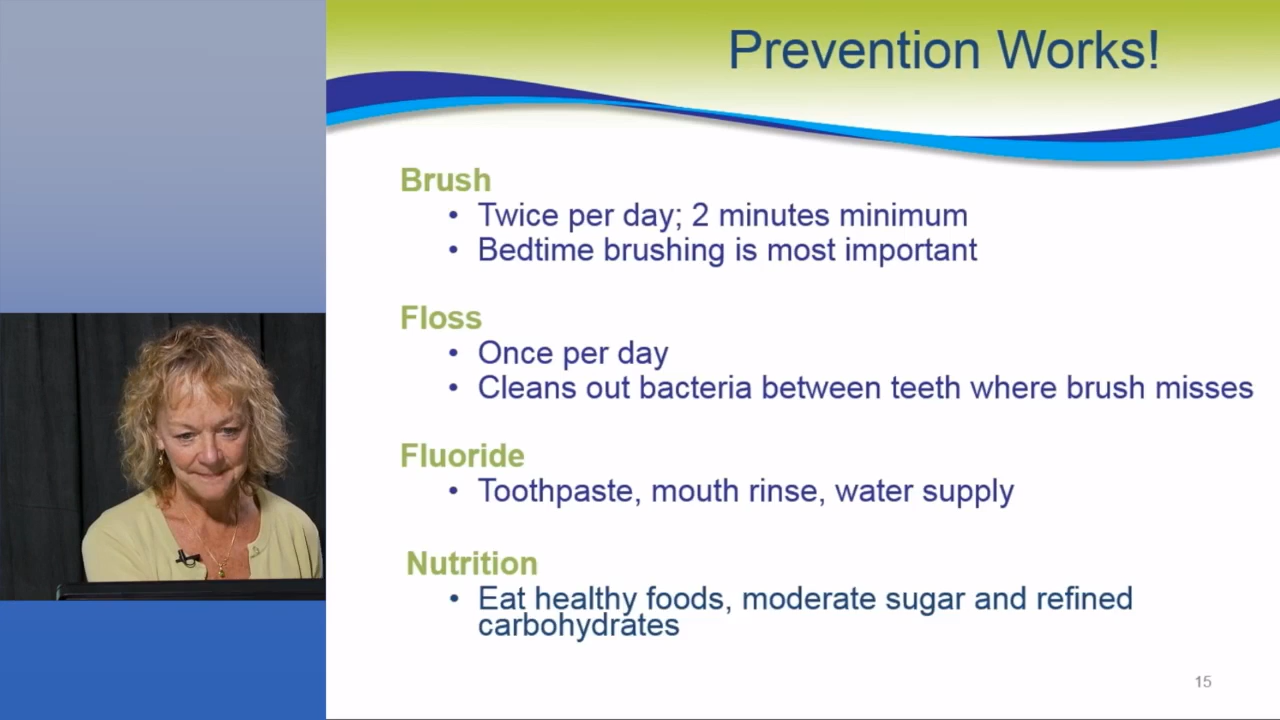 Prevention Works!
Brush
• Twice per day; 2 minutes minimum
• Bedtime brushing is most important
Floss
• Once per day
• Cleans out bacteria between teeth where brush misses
Fluoride
• Toothpaste, mouth rinse, water supply
Nutrition
• Eat healthy foods, moderate sugar and refined
carbohydrates
15